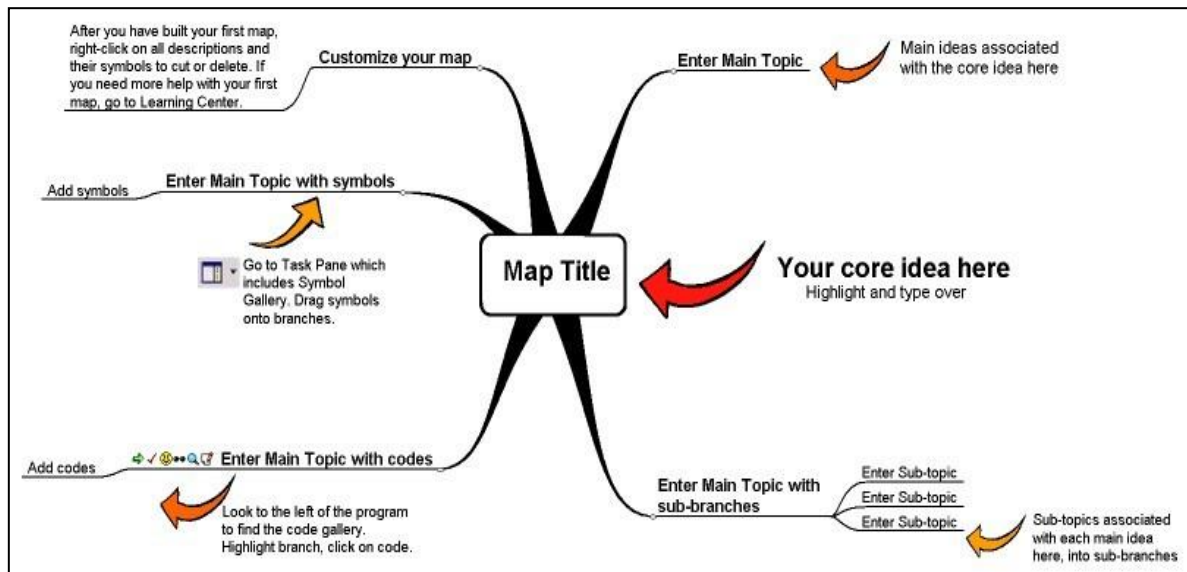 After you have built your first map,
right-click on all descriptions and
their symbols to cut or delete. If
you need more help with your first
map, go to Learning Center.
Customize your map
Enter Main Topic
Main ideas associated
with the core idea here
Add symbols
Enter Main Topic with symbols
Go to Task Pane which
includes Symbol
Gallery. Drag symbols
onto branches.
Map Title
Your core idea here
Highlight and type over
Add codes
Enter Main Topic with codes
Look to the left of the program
to find the code gallery.
Highlight branch, click on code.
Enter Main Topic with
sub-branches
Enter Sub-topic
Enter Sub-topic
Enter Sub-topic
Sub-topics associated
with each main idea
here, into sub-branches